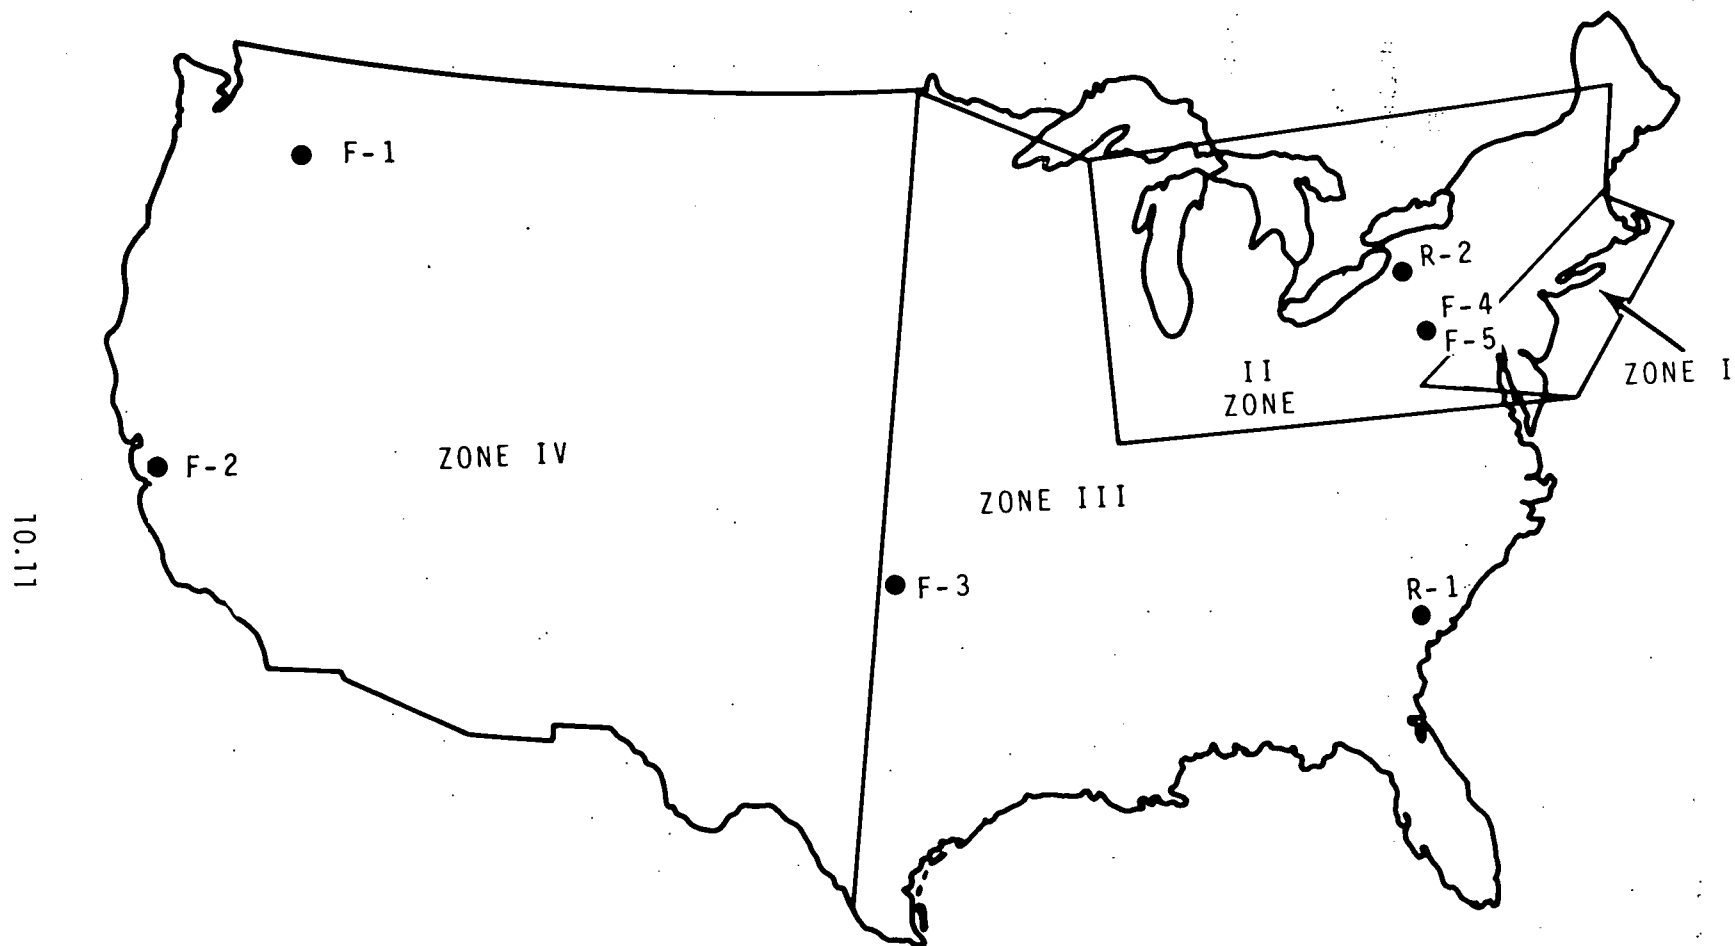 F-1
R-2
F-4
F-5
II
ZONE
ZONE I
ZONE IV
F-2
ZONE III
10.11
F-3
R-1